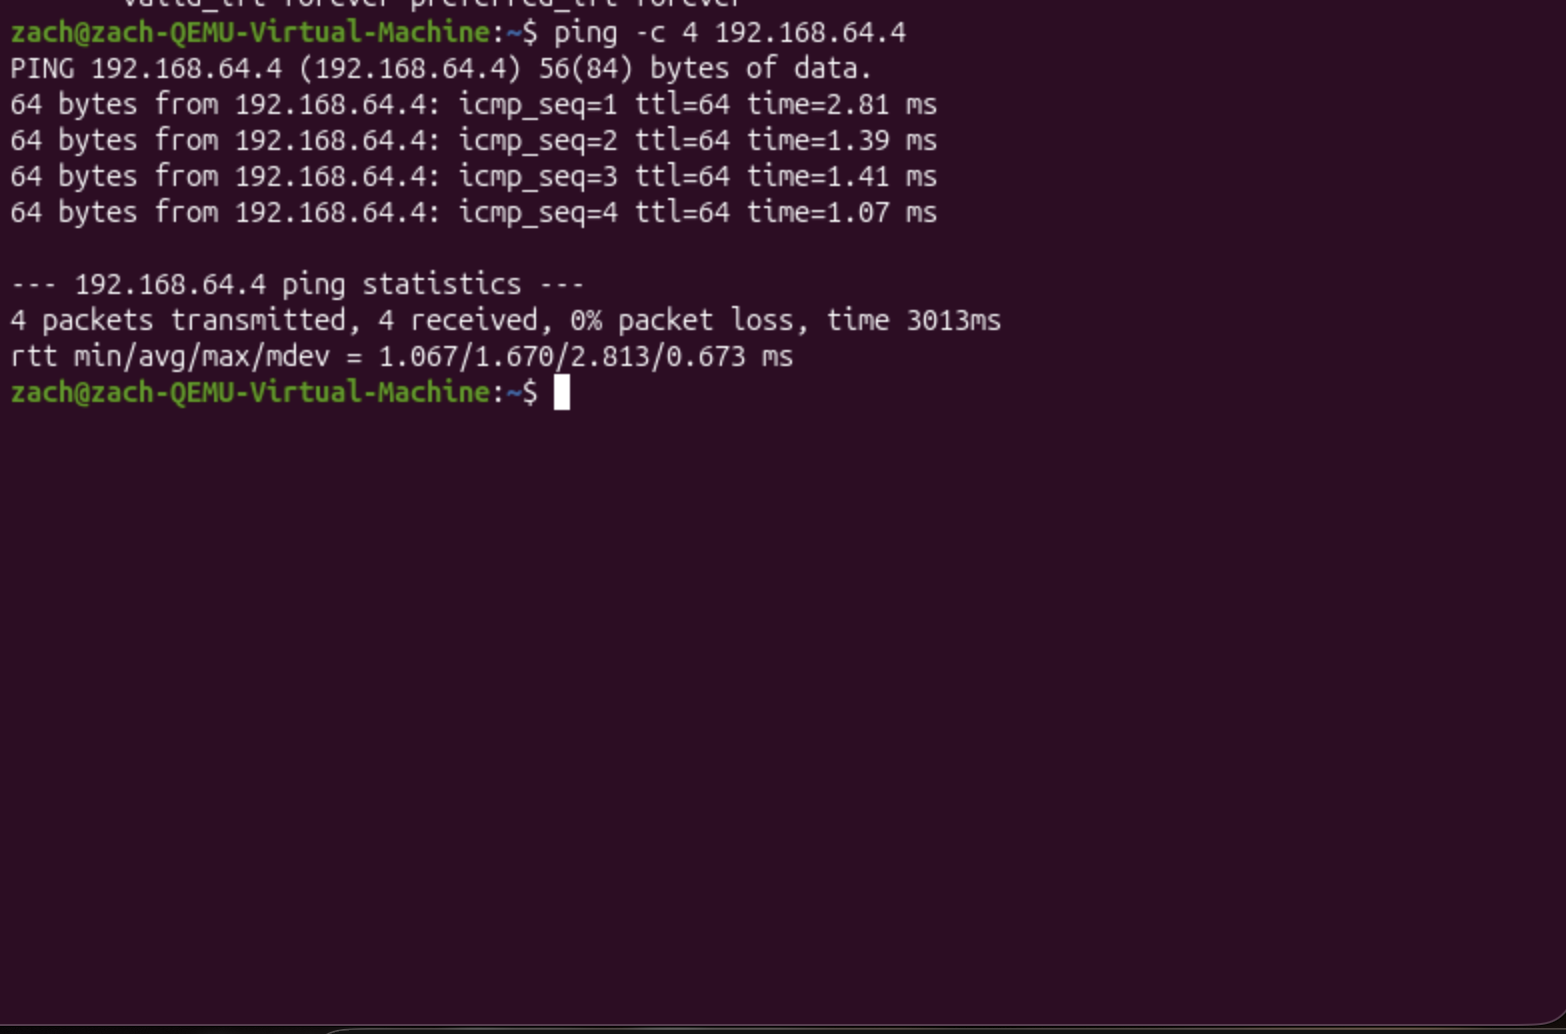 valid_lft forever preferred_lft forever
zach@zach-QEMU-Virtual-Machine:~$ ping -c 4 192.168.64.4
PING 192.168.64.4 (192.168.64.4) 56(84) bytes of data.
64 bytes from 192.168.64.4: icmp_seq=1 ttl=64 time=2.81 ms
64 bytes from 192.168.64.4: icmp_seq=2 ttl=64 time=1.39 ms
64 bytes from 192.168.64.4: icmp_seq=3 ttl=64 time=1.41 ms
64 bytes from 192.168.64.4: icmp_seq=4 ttl=64 time=1.07 ms
--- 192.168.64.4 ping statistics ---
4 packets transmitted, 4 received, 0% packet loss, time 3013ms
rtt min/avg/max/mdev = 1.067/1.670/2.813/0.673 ms
zach@zach-QEMU-Virtual-Machine:~$